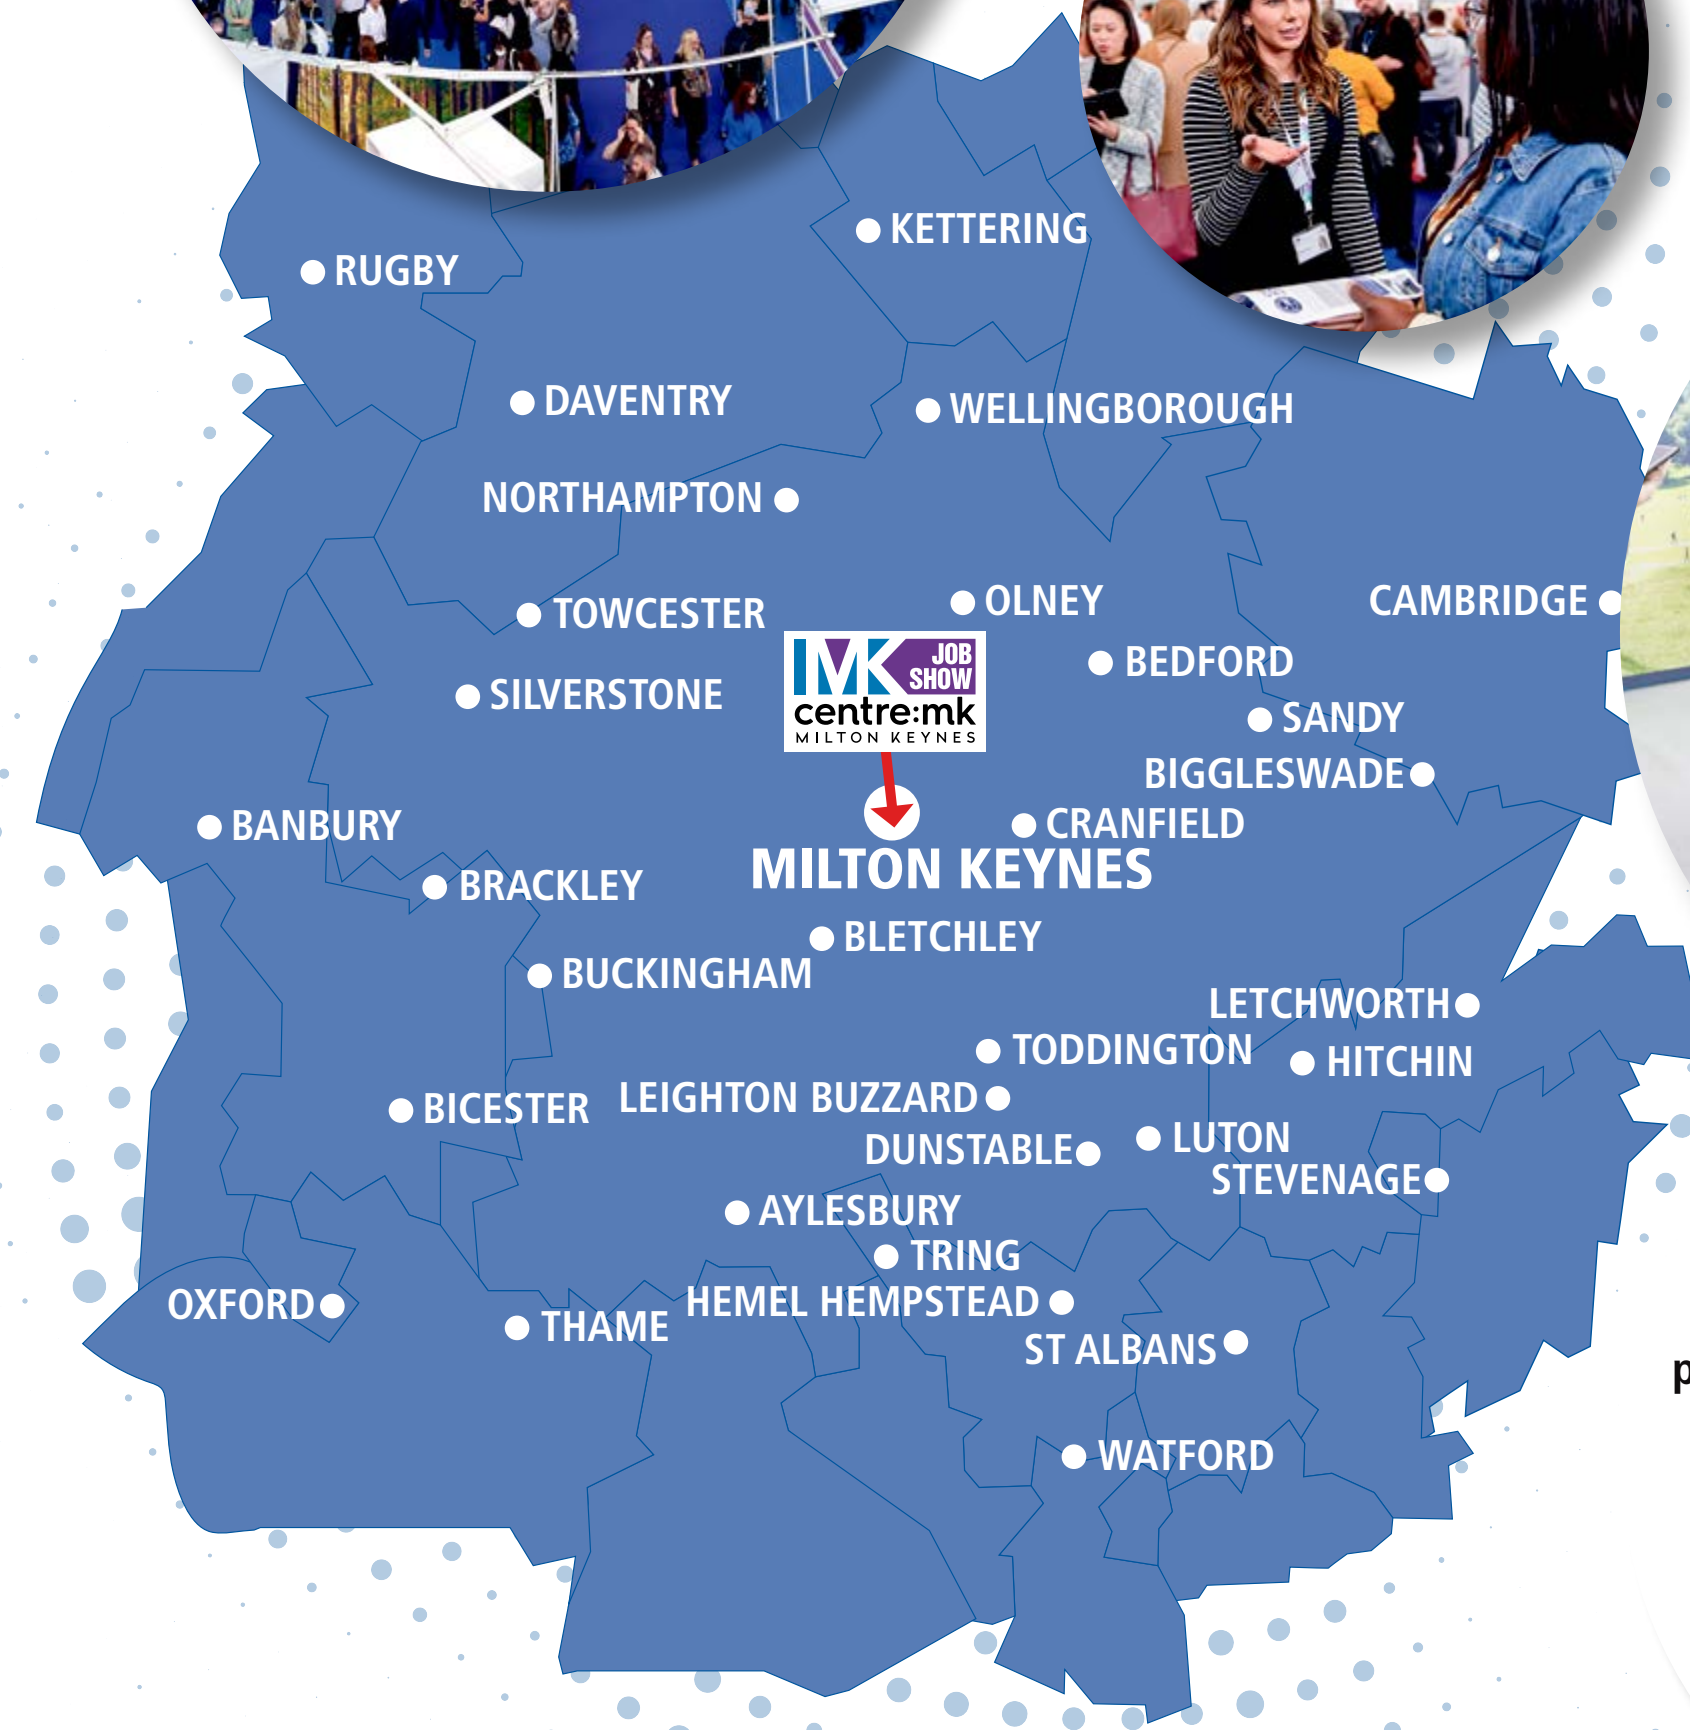 KETTERING
RUGBY
DAVENTRY
WELLINGBOROUGH
NORTHAMPTON
OLNEY
CAMBRIDGE
TOWCESTER
MK JOB
SHOW
centre:mk
MILTON KEYNES
BEDFORD
SILVERSTONE
SANDY
BIGGLESWADE
BANBURY
CRANFIELD
MILTON KEYNES
BRACKLEY
BLETCHLEY
BUCKINGHAM
LETCHWORTH
TODDINGTON
HITCHIN
LEIGHTON BUZZARD
BICESTER
LUTON
DUNSTABLE
STEVENAGE
AYLESBURY
TRING
HEMEL HEMPSTEAD
OXFORD
THAME
ST ALBANS
p
WATFORD